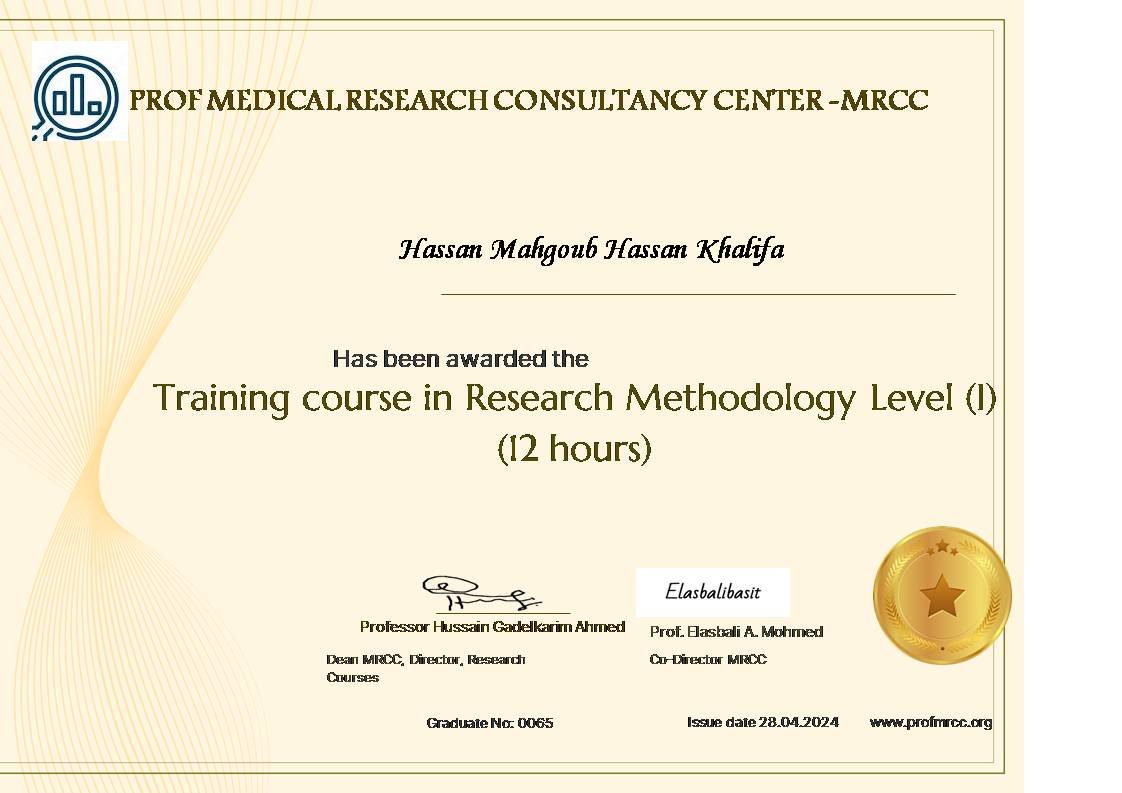 PROF MEDICAL RESEARCH CONSULTANCY CENTER -MRCC
Hassan Mahgoub Hassan Khalifa
Has been awarded the
Training course in Research Methodology Level (I)
(12 hours)
Elasbalibasit
Professor Hussain Gadelkarim Ahmed
Prof. Elasbali A. Mohmed
Dean MRCC, Director, Research
Courses
Co-Director MRCC
Graduate No: 0065
Issue date 28.04.2024
www.profmrcc.org